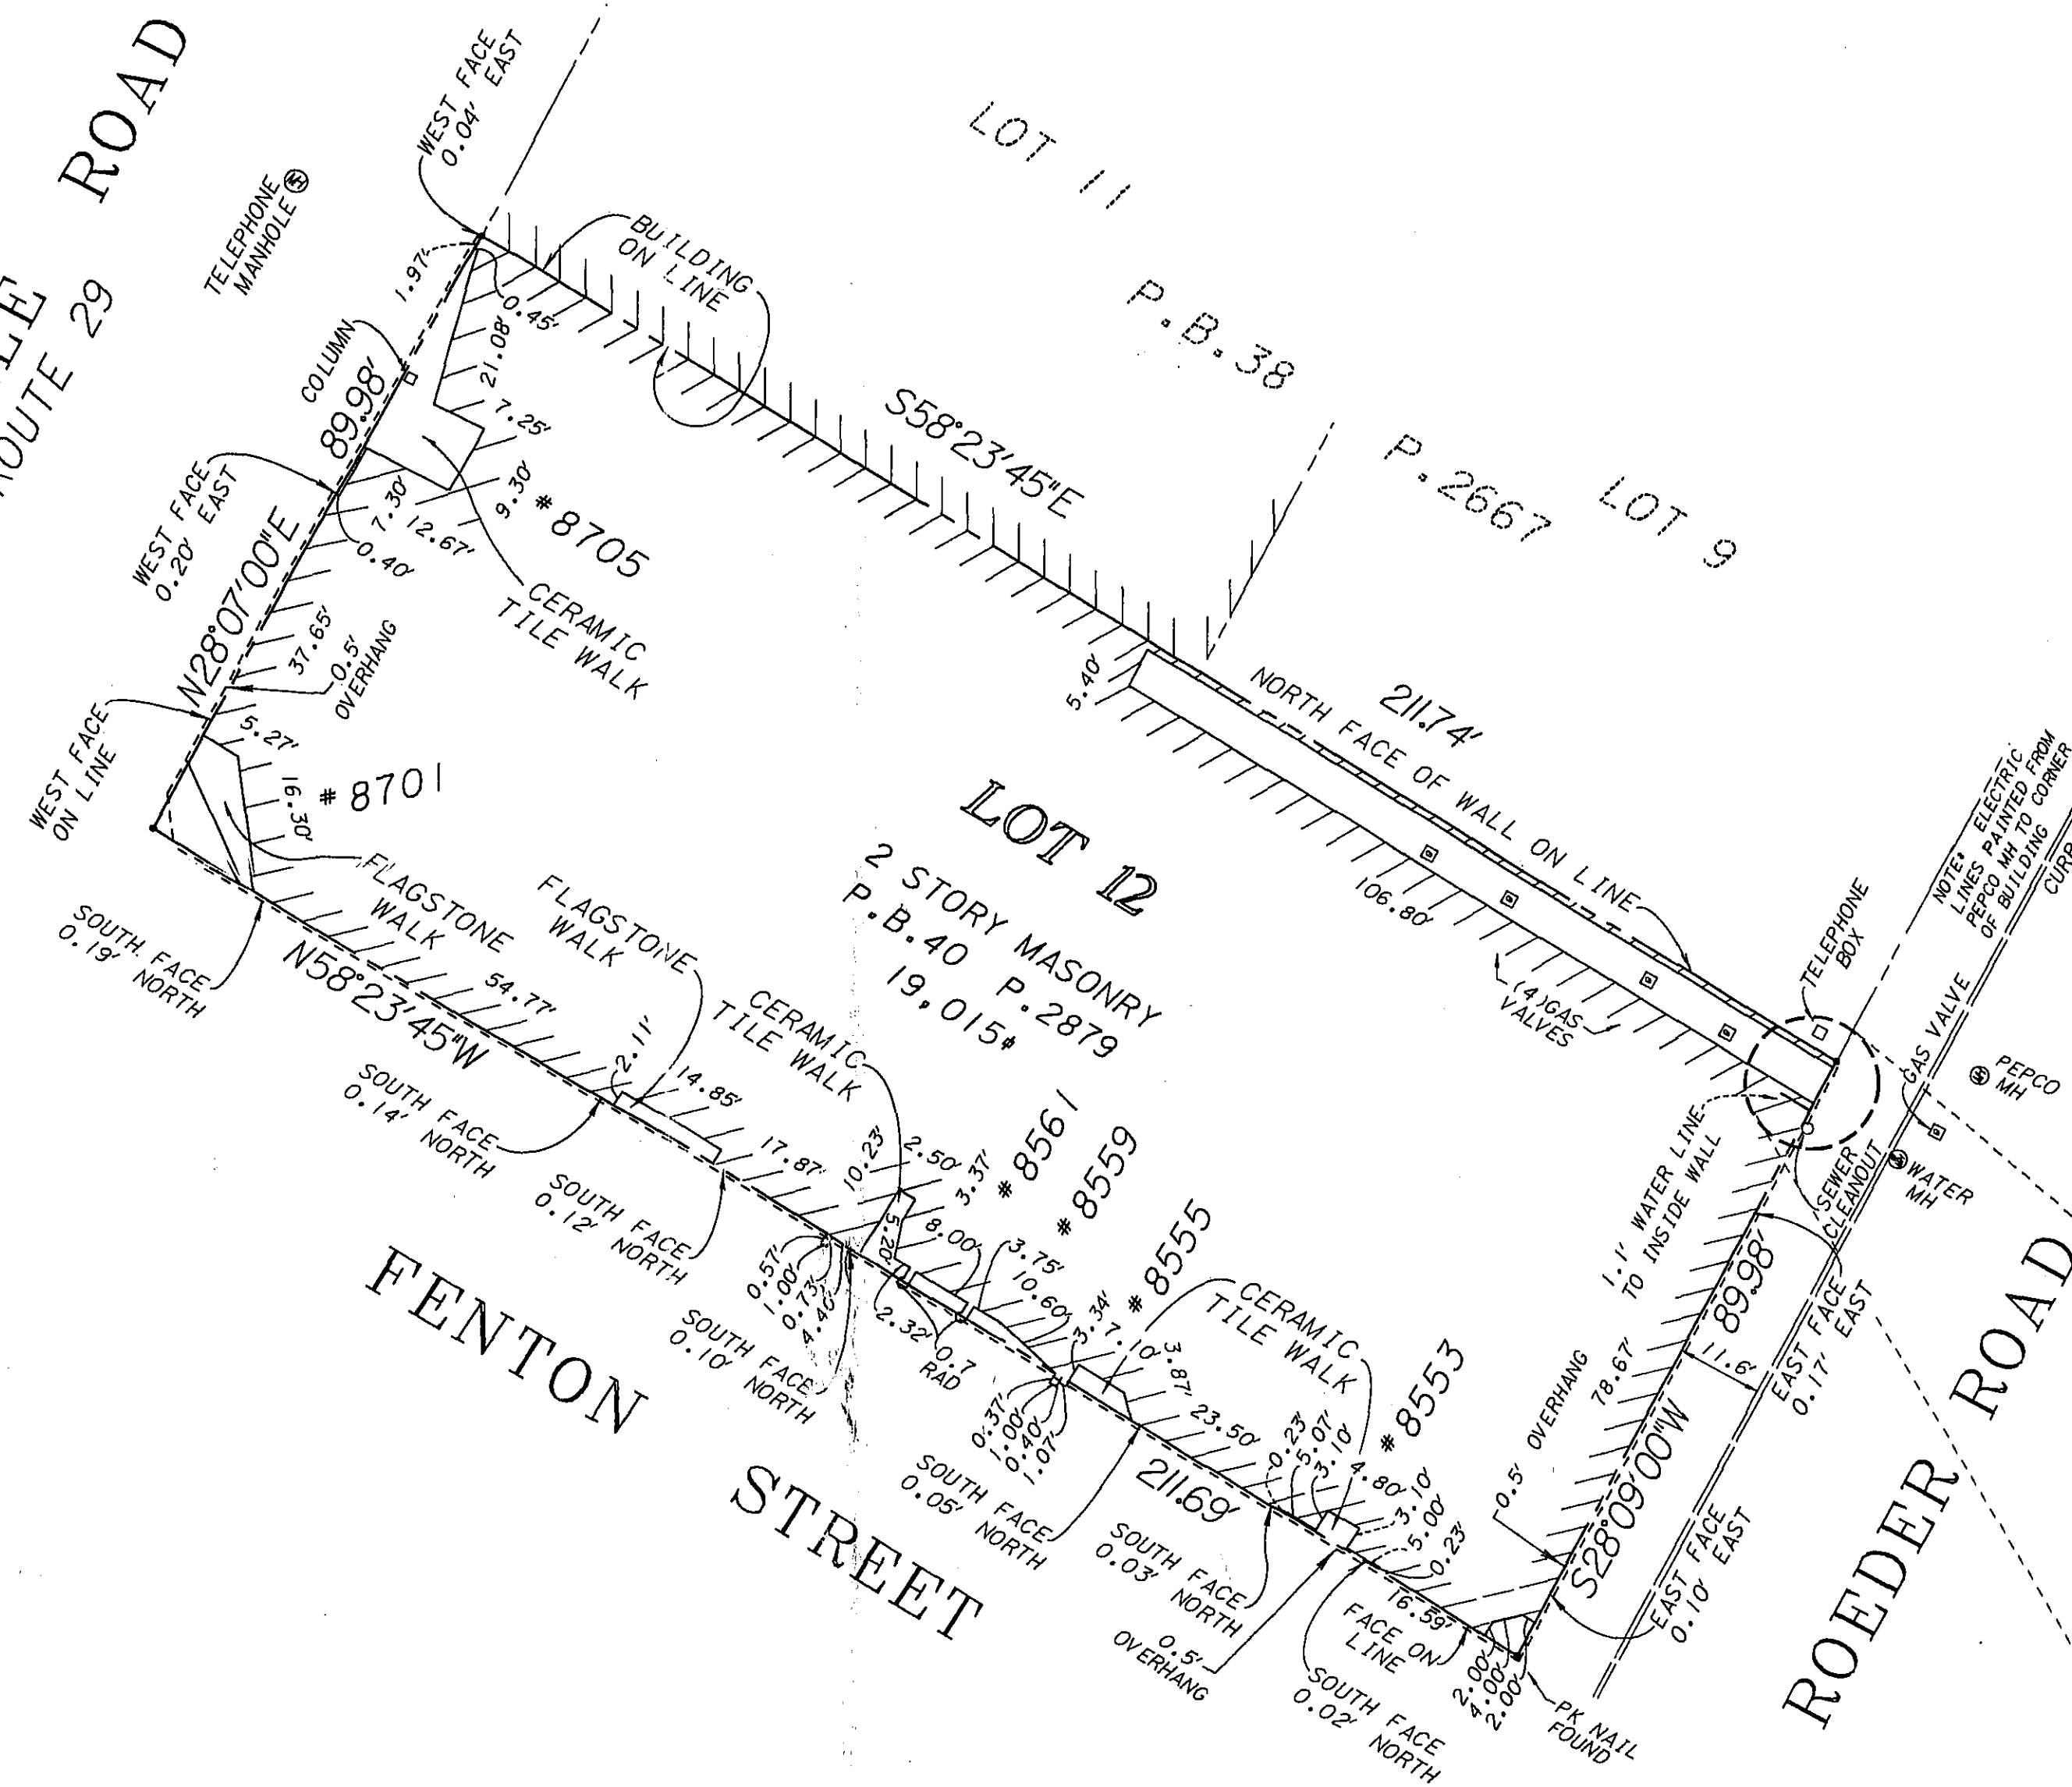 ROAD
ROUTE 29
TELEPHONE
MANHOLE
MH
WEST FACE
0.04' EAST
BUILDING
ON LINE
LOT 11
P.B.38
P.2667
LOT 9
1.97'
0.45'
COLUMN
89.98'
21.08'
7.25'
9.30'
#8705
WEST FACE
0.20' EAST
7.30'
12.67'
0.40'
CERAMIC
TILE WALK
N28°07'00"E
37.65'
0.5'
OVERHANG
WEST FACE
ON LINE
5.27'
16.30'
#8701
S58°23'45"E
211.74'
NORTH FACE OF WALL ON LINE
5.40'
106.80'
(4)GAS
VALVES
LOT 12
2 STORY MASONRY
P.B.40 P.2879
19,015
FLAGSTONE
WALK
FLAGSTONE
WALK
CERAMIC
TILE WALK
SOUTH FACE
0.19' NORTH
N58°23'45"W
54.77'
2.11'
14.85'
SOUTH FACE
0.14' NORTH
17.87'
SOUTH FACE
0.12' NORTH
10.23'
2.50'
3.37'
5.20'
8.00'
#8561
#8559
#8555
#8553
0.57'
1.00'
0.73'
4.40'
2.32'
0.7
RAD
3.75'
10.60'
SOUTH FACE
0.10' NORTH
3.34'
7.10'
3.87'
CERAMIC
TILE WALK
0.37'
1.00'
0.40'
1.07'
SOUTH FACE
0.05' NORTH
23.50'
211.69'
0.23'
5.07'
3.10'
4.80'
3.10'
5.00'
0.23'
SOUTH FACE
0.03' NORTH
0.5'
OVERHANG
SOUTH FACE
0.02' NORTH
16.59'
FACE ON
LINE
2.00'
4.00'
2.00'
PK NAIL
FOUND
FENTON
STREET
NOTE: ELECTRIC
LINES PAINTED FROM
PEPCO MH TO CORNER
OF BUILDING
TELEPHONE
BOX
GAS VALVE
PEPCO
MH
WATER
MH
SEWER
CLEANOUT
1.1' WATER LINE
TO INSIDE WALL
89.98'
11.6'
EAST FACE
0.17' EAST
78.67'
0.5' OVERHANG
S28°09'00"W
EAST FACE
0.10' EAST
ROEDER ROAD